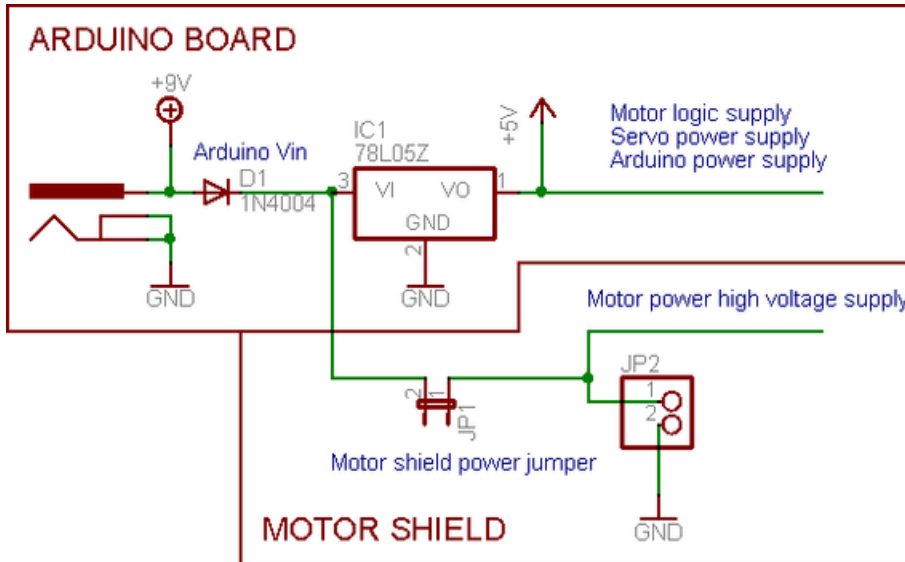 ARDUINO BOARD
+9V
Arduino Vin
D1
1N4004
IC1
78L05Z
3
VI
VO
1
GND
2
+5V
Motor logic supply
Servo power supply
Arduino power supply
GND
GND
Motor power high voltage supply
JP2
1
2
2
1
JP1
Motor shield power jumper
GND
MOTOR SHIELD